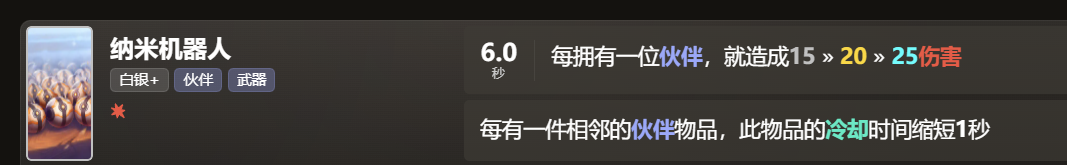 纳米机器人
白银+ 伙伴 武器
6.0
秒
每拥有一位伙伴，就造成15 » 20 » 25伤害
每有一件相邻的伙伴物品，此物品的冷却时间缩短1秒